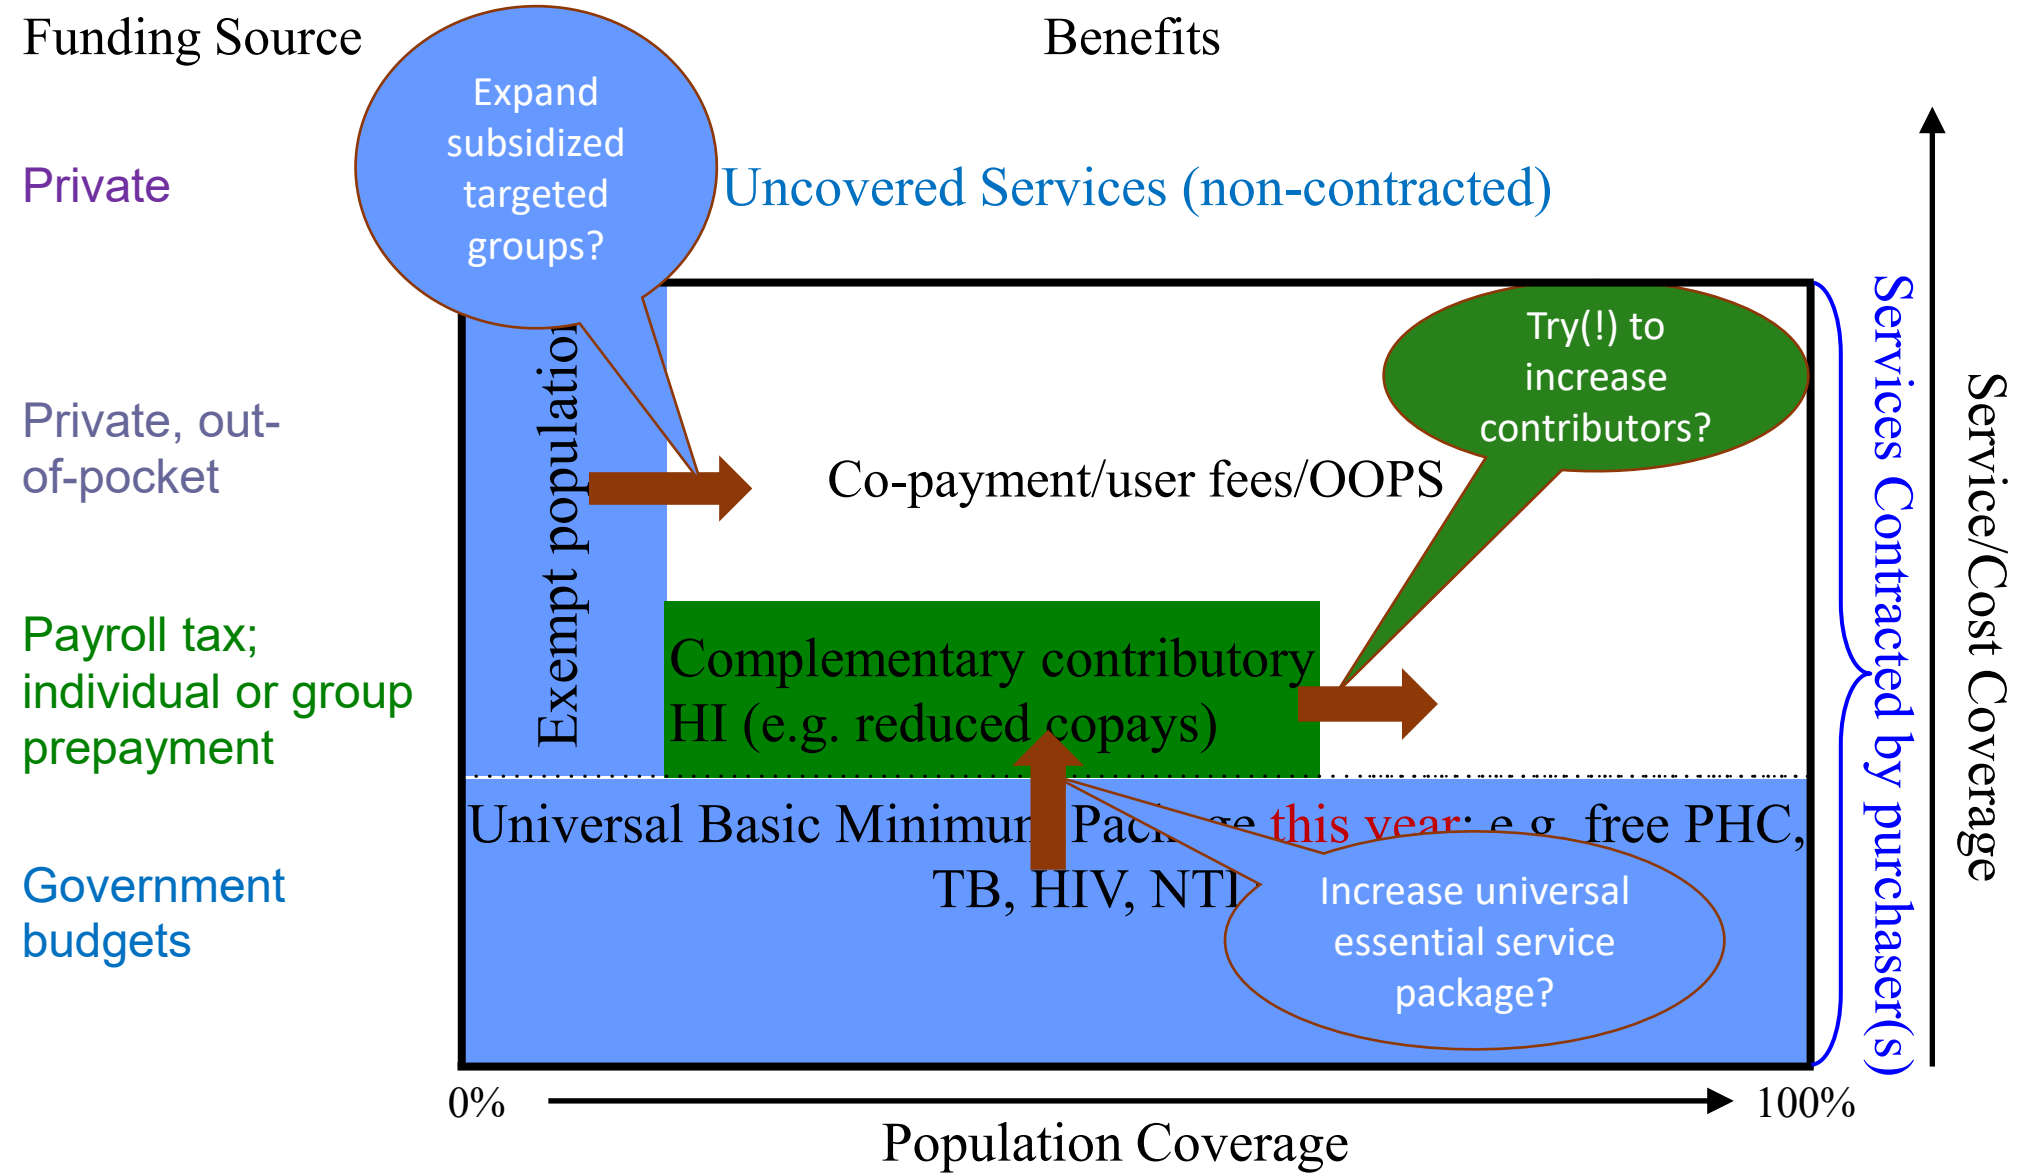 Funding Source
Benefits
Expand
subsidized
targeted
groups?
Private
Uncovered Services (non-contracted)
Private, out-
of-pocket
Exempt population
Co-payment/user fees/OOPS
Try(!) to
increase
contributors?
Payroll tax;
individual or group
prepayment
Complementary contributory
HI (e.g. reduced copays)
Universal Basic Minimum Package this year: e.g. free PHC,
TB, HIV,
Government
budgets
Increase universal
essential service
package?
Services Contracted by purchaser(s)
Service/Cost Coverage
0%
100%
Population Coverage